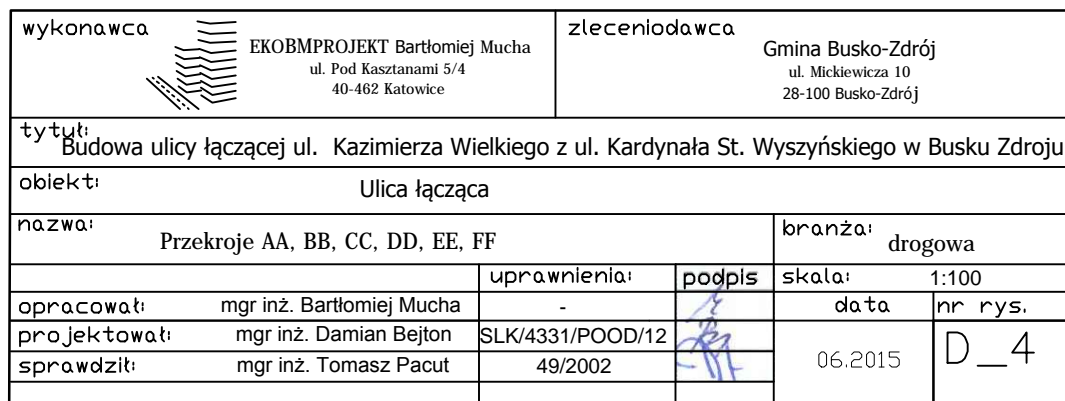 wykonawca
EKOBMPROJEKT Bartłomiej Mucha
ul. Pod Kasztanami 5/4
40-462 Katowice
zleceniodawca
Gmina Busko-Zdrój
ul. Mickiewicza 10
28-100 Busko-Zdrój
tytuł:
Budowa ulicy łączącej ul. Kazimierza Wielkiego z ul. Kardynała St. Wyszyńskiego w Busku Zdroju
obiekt: Ulica łącząca
nazwa: Przekroje AA, BB, CC, DD, EE, FF
branża: drogowa
uprawnienia: podpis skala: 1:100
opracował: mgr inż. Bartłomiej Mucha - data nr rys.
projektował: mgr inż. Damian Bejton SLK/4331/POOD/12
sprawdził: mgr inż. Tomasz Pacut 49/2002
06.2015 D__4